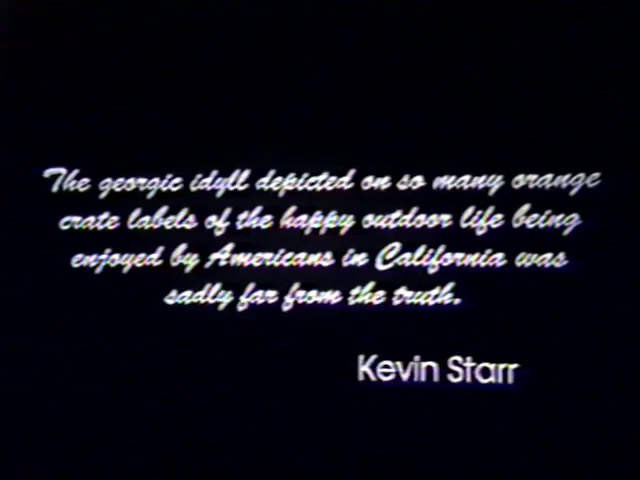 The georgic idyll depicted on so many orange
crate labels of the happy outdoor life being
enjoyed by Americans in California was
sadly far from the truth.
Kevin Starr